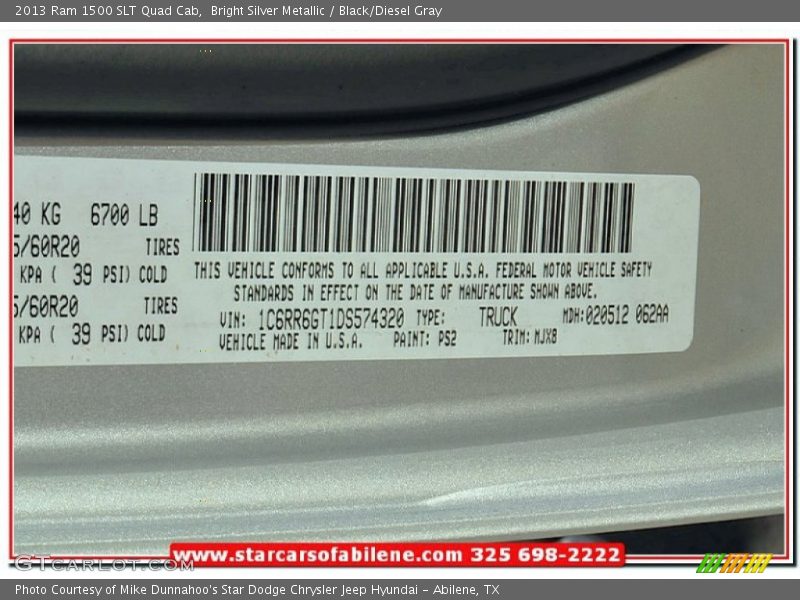 2013 Ram 1500 SLT Quad Cab, Bright Silver Metallic / Black/Diesel Gray
40 KG 6700 LB
5/60R20 TIRES
KPA ( 39 PSI) COLD
5/60R20 TIRES
KPA ( 39 PSI) COLD
THIS VEHICLE CONFORMS TO ALL APPLICABLE U.S.A. FEDERAL MOTOR VEHICLE SAFETY
STANDARDS IN EFFECT ON THE DATE OF MANUFACTURE SHOWN ABOVE.
VIN: 1C6RR6GT1DS574320 TYPE: TRUCK MDH:020512 062AA
VEHICLE MADE IN U.S.A. PAINT: PS2 TRIM: MJX8
GTcarlot.com
www.starcarsofabilene.com 325 698-2222
Photo Courtesy of Mike Dunnahoo's Star Dodge Chrysler Jeep Hyundai - Abilene, TX